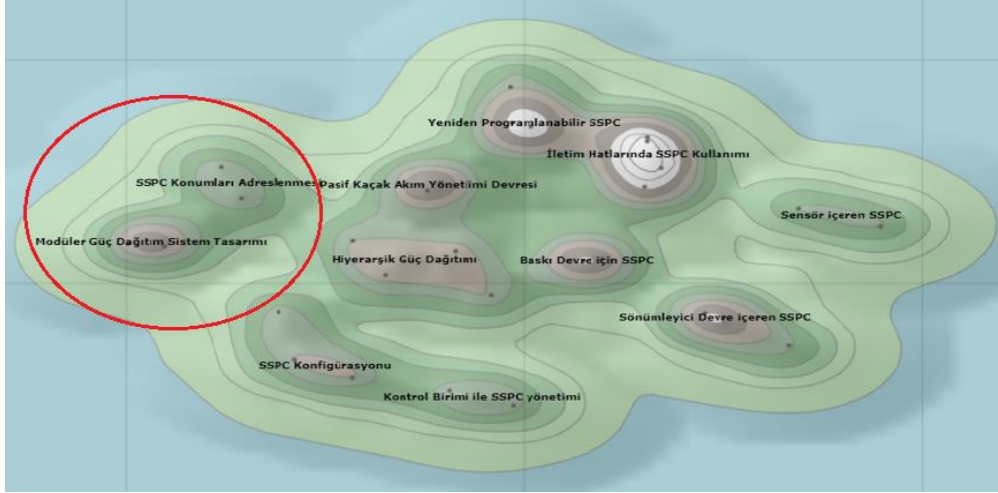 Yeniden Programlanabilir SSPC
İletim Hatlarında SSPC Kullanımı
SSPC Konumları Adreslenmes
Pasif Kaçak Akım Yönetiimi Devresi
Sensör içeren SSPC
Modüler Güç Dağıtım Sistem Tasarımı
Hiyerarşik Güç Dağıtımı
Baskı Devre için SSPC
Sönümleyici Devre içeren SSPC
SSPC Konfigürasyonu
Kontrol Birimi ile SSPC yönetimi